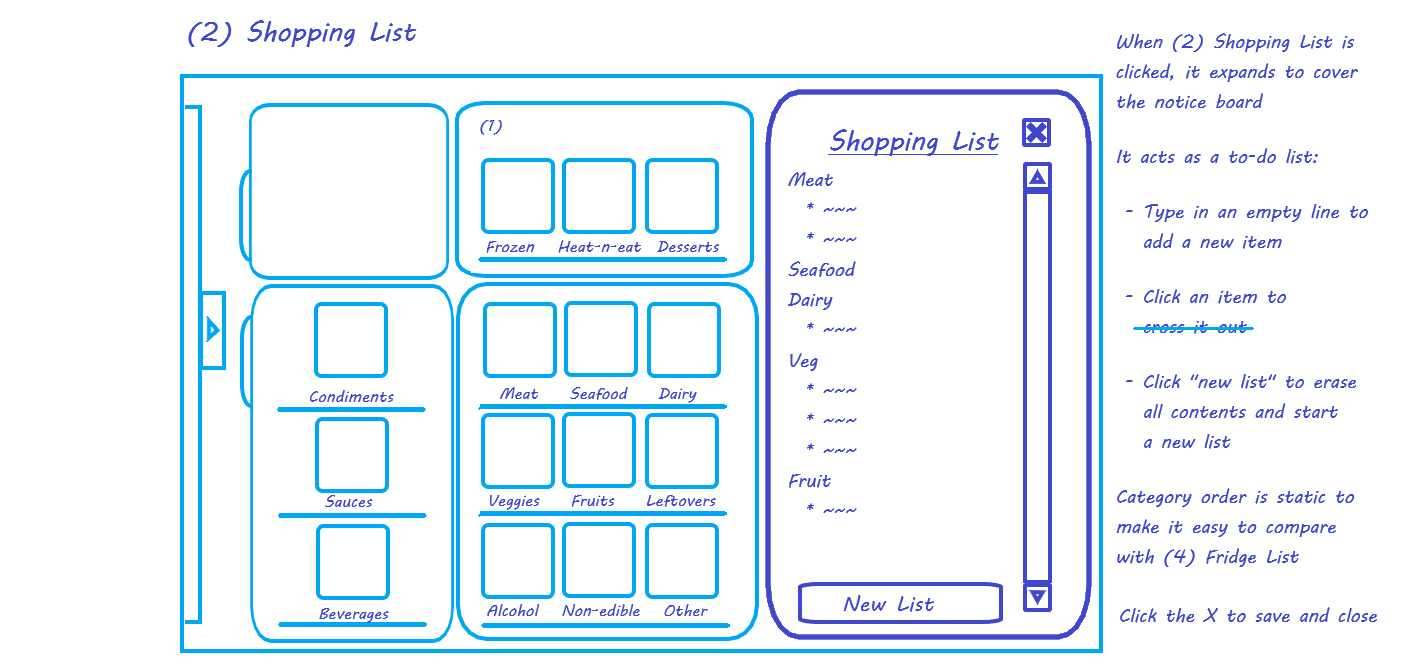 (2) Shopping List
(1)
Frozen Heat-n-eat Desserts
Condiments
Sauces
Beverages
Meat Seafood Dairy
Veggies Fruits Leftovers
Alcohol Non-edible Other
Shopping List
Meat
* ~~~
* ~~~
Seafood
Dairy
* ~~~
Veg
* ~~~
* ~~~
* ~~~
Fruit
* ~~~
New List
When (2) Shopping List is
clicked, it expands to cover
the notice board
It acts as a to-do list:
- Type in an empty line to
add a new item
- Click an item to
cross it out
- Click "new list" to erase
all contents and start
a new list
Category order is static to
make it easy to compare
with (4) Fridge List
Click the X to save and close